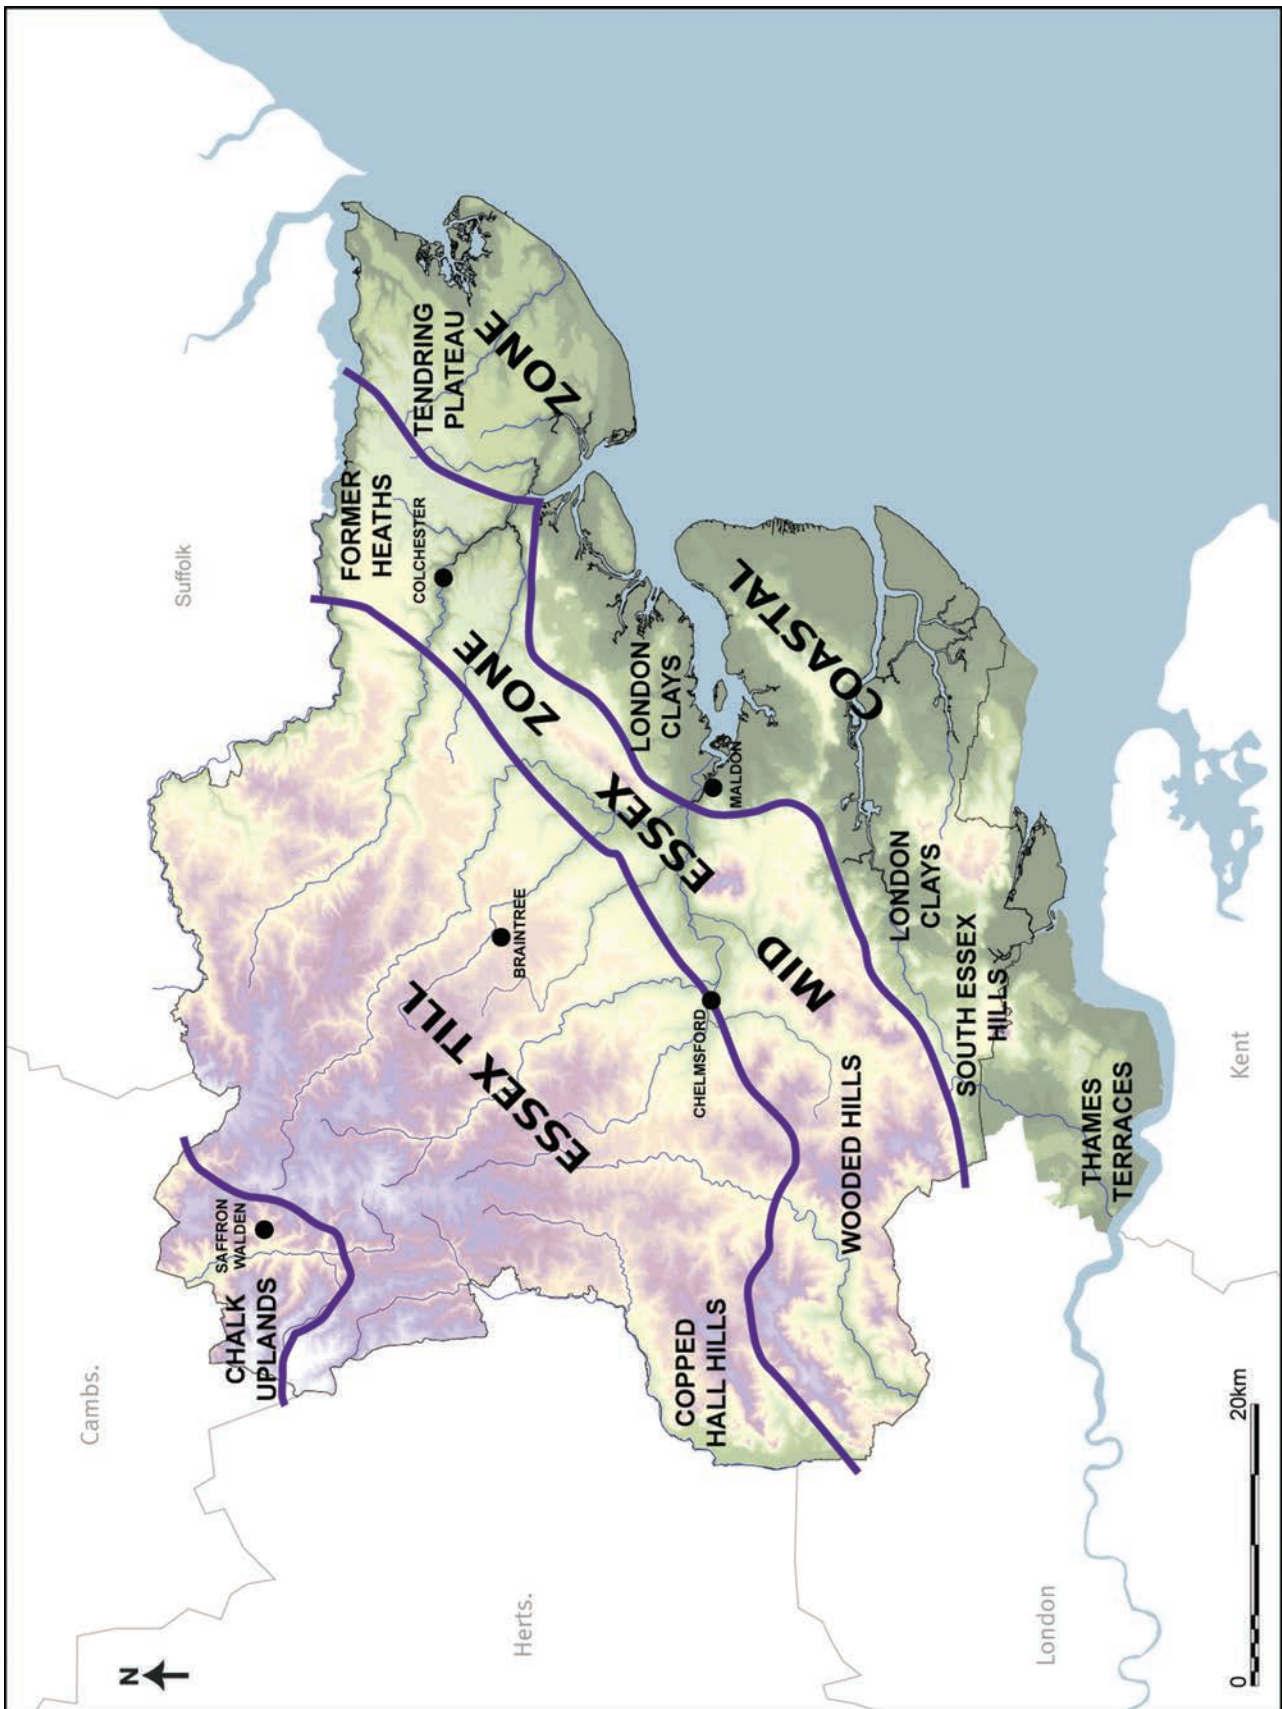 Cambs.
Suffolk
Herts.
London
Kent
N
0
20km
CHALK
UPLANDS
SAFFRON
WALDEN
ESSEX TILL
BRAINTREE
FORMER
HEATHS
COLCHESTER
TENDRING
PLATEAU
COPPED
HALL HILLS
CHELMSFORD
MID
ESSEX
ZONE
WOODED HILLS
MALDON
LONDON
CLAYS
COASTAL
ZONE
LONDON
CLAYS
SOUTH ESSEX
HILLS
THAMES
TERRACES